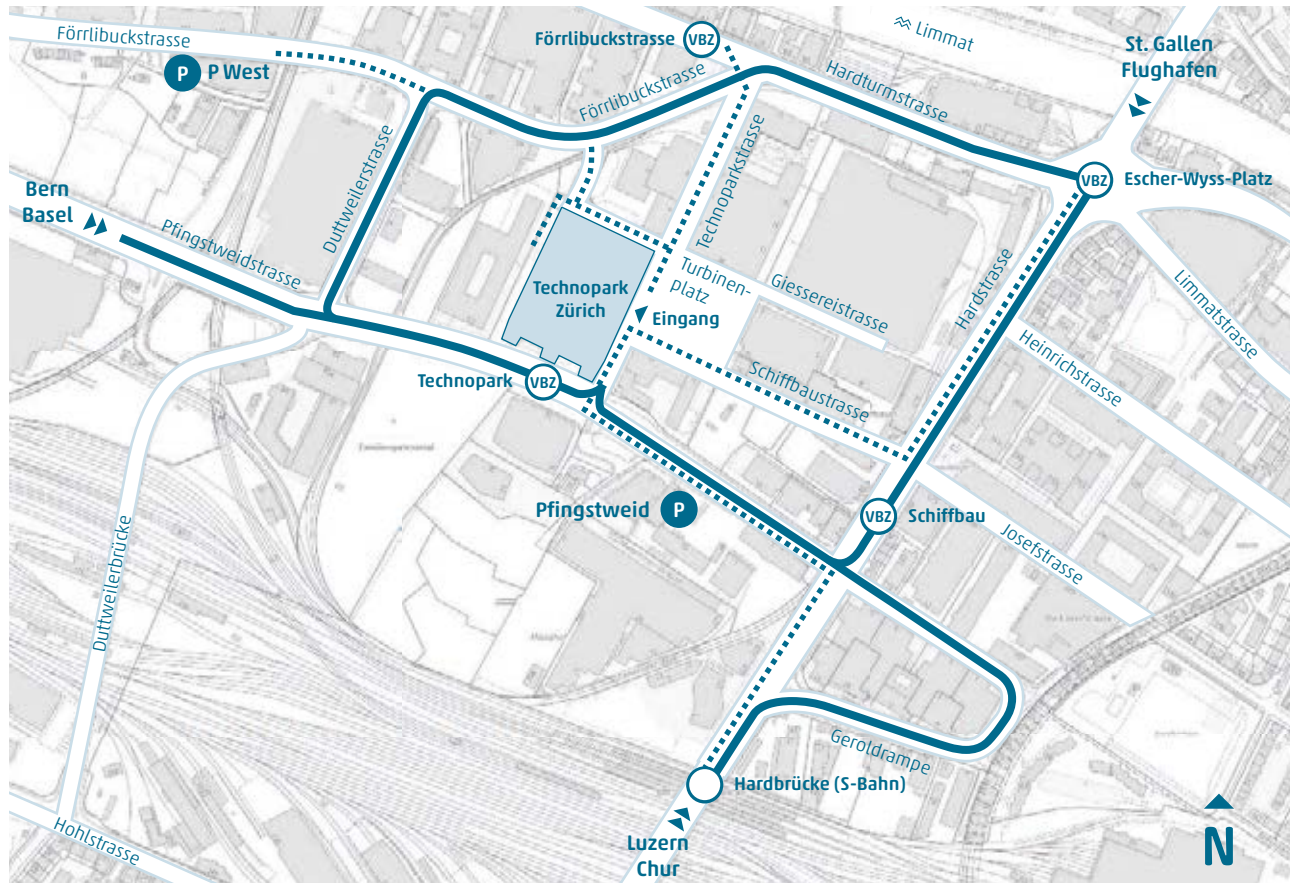 Förrlibuckstrasse
P
P West
Förrlibuckstrasse
VBZ
Limmat
St. Gallen
Flughafen
Förrlibuckstrasse
Hardturmstrasse
Technoparkstrasse
VBZ
Escher-Wyss-Platz
Bern
Basel
Pfingstweidstrasse
Duttweilerstrasse
Technopark
Zürich
Eingang
Turbinen-
platz
Giessereistrasse
Hardstrasse
Limmatstrasse
Heinrichstrasse
Technopark
VBZ
Schiffbaustrasse
Pfingstweid
P
VBZ
Schiffbau
Josefstrasse
Duttweilerbrücke
Geroldrampe
Hardbrücke (S-Bahn)
Hohlstrasse
Luzern
Chur
N